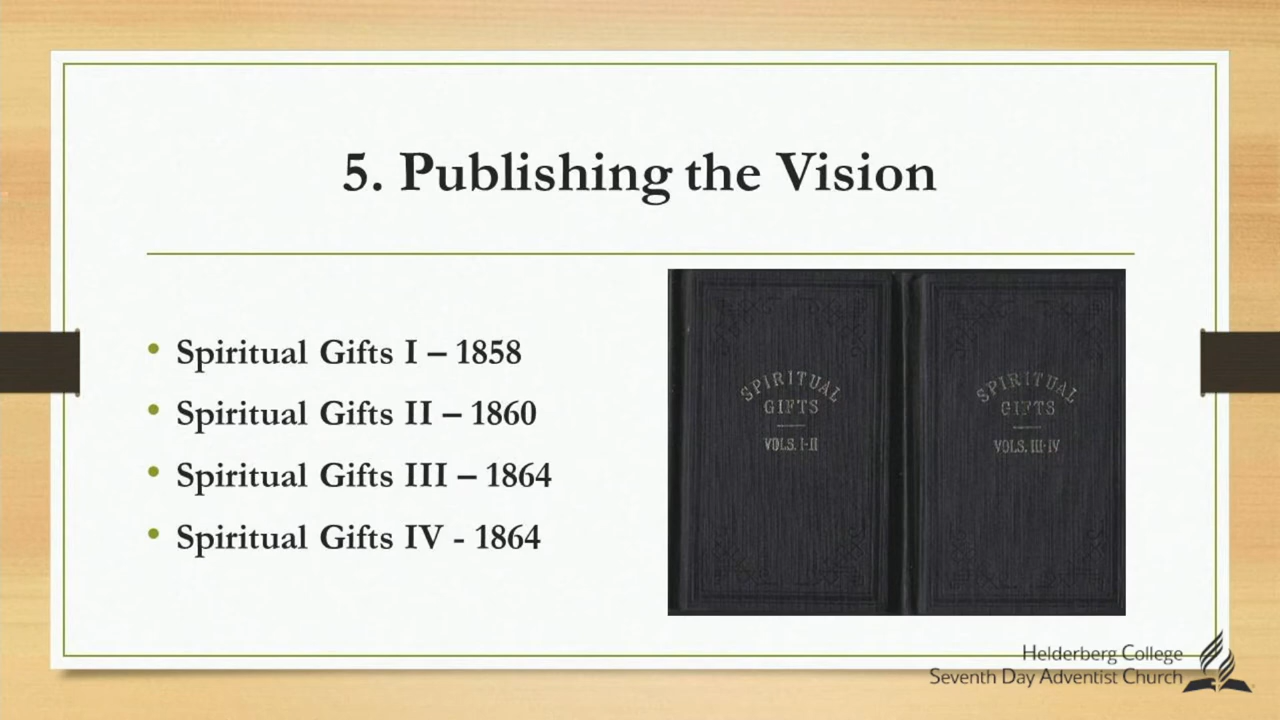 5. Publishing the Vision
• Spiritual Gifts I – 1858
• Spiritual Gifts II – 1860
• Spiritual Gifts III – 1864
• Spiritual Gifts IV - 1864
SPIRITUAL
GIFTS
VOLS. I-II
SPIRITUAL
GIFTS
VOLS. III-IV
Helderberg College
Seventh Day Adventist Church